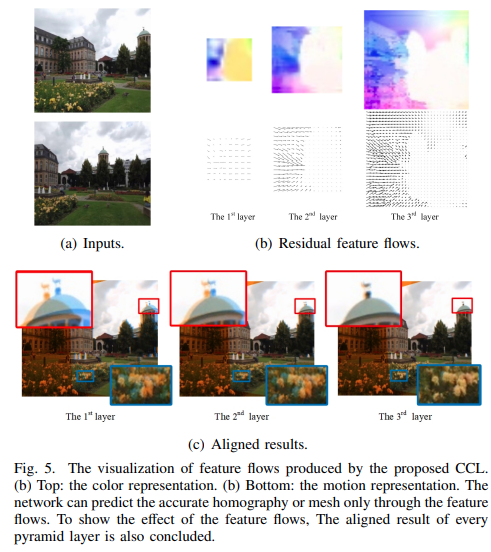 The 1st layer
The 2nd layer
The 3rd layer
(a) Inputs.
(b) Residual feature flows.
The 1st layer
The 2nd layer
The 3rd layer
(c) Aligned results.
Fig. 5. The visualization of feature flows produced by the proposed CCL.
(b) Top: the color representation. (b) Bottom: the motion representation. The
network can predict the accurate homography or mesh only through the feature
flows. To show the effect of the feature flows, The aligned result of every
pyramid layer is also concluded.